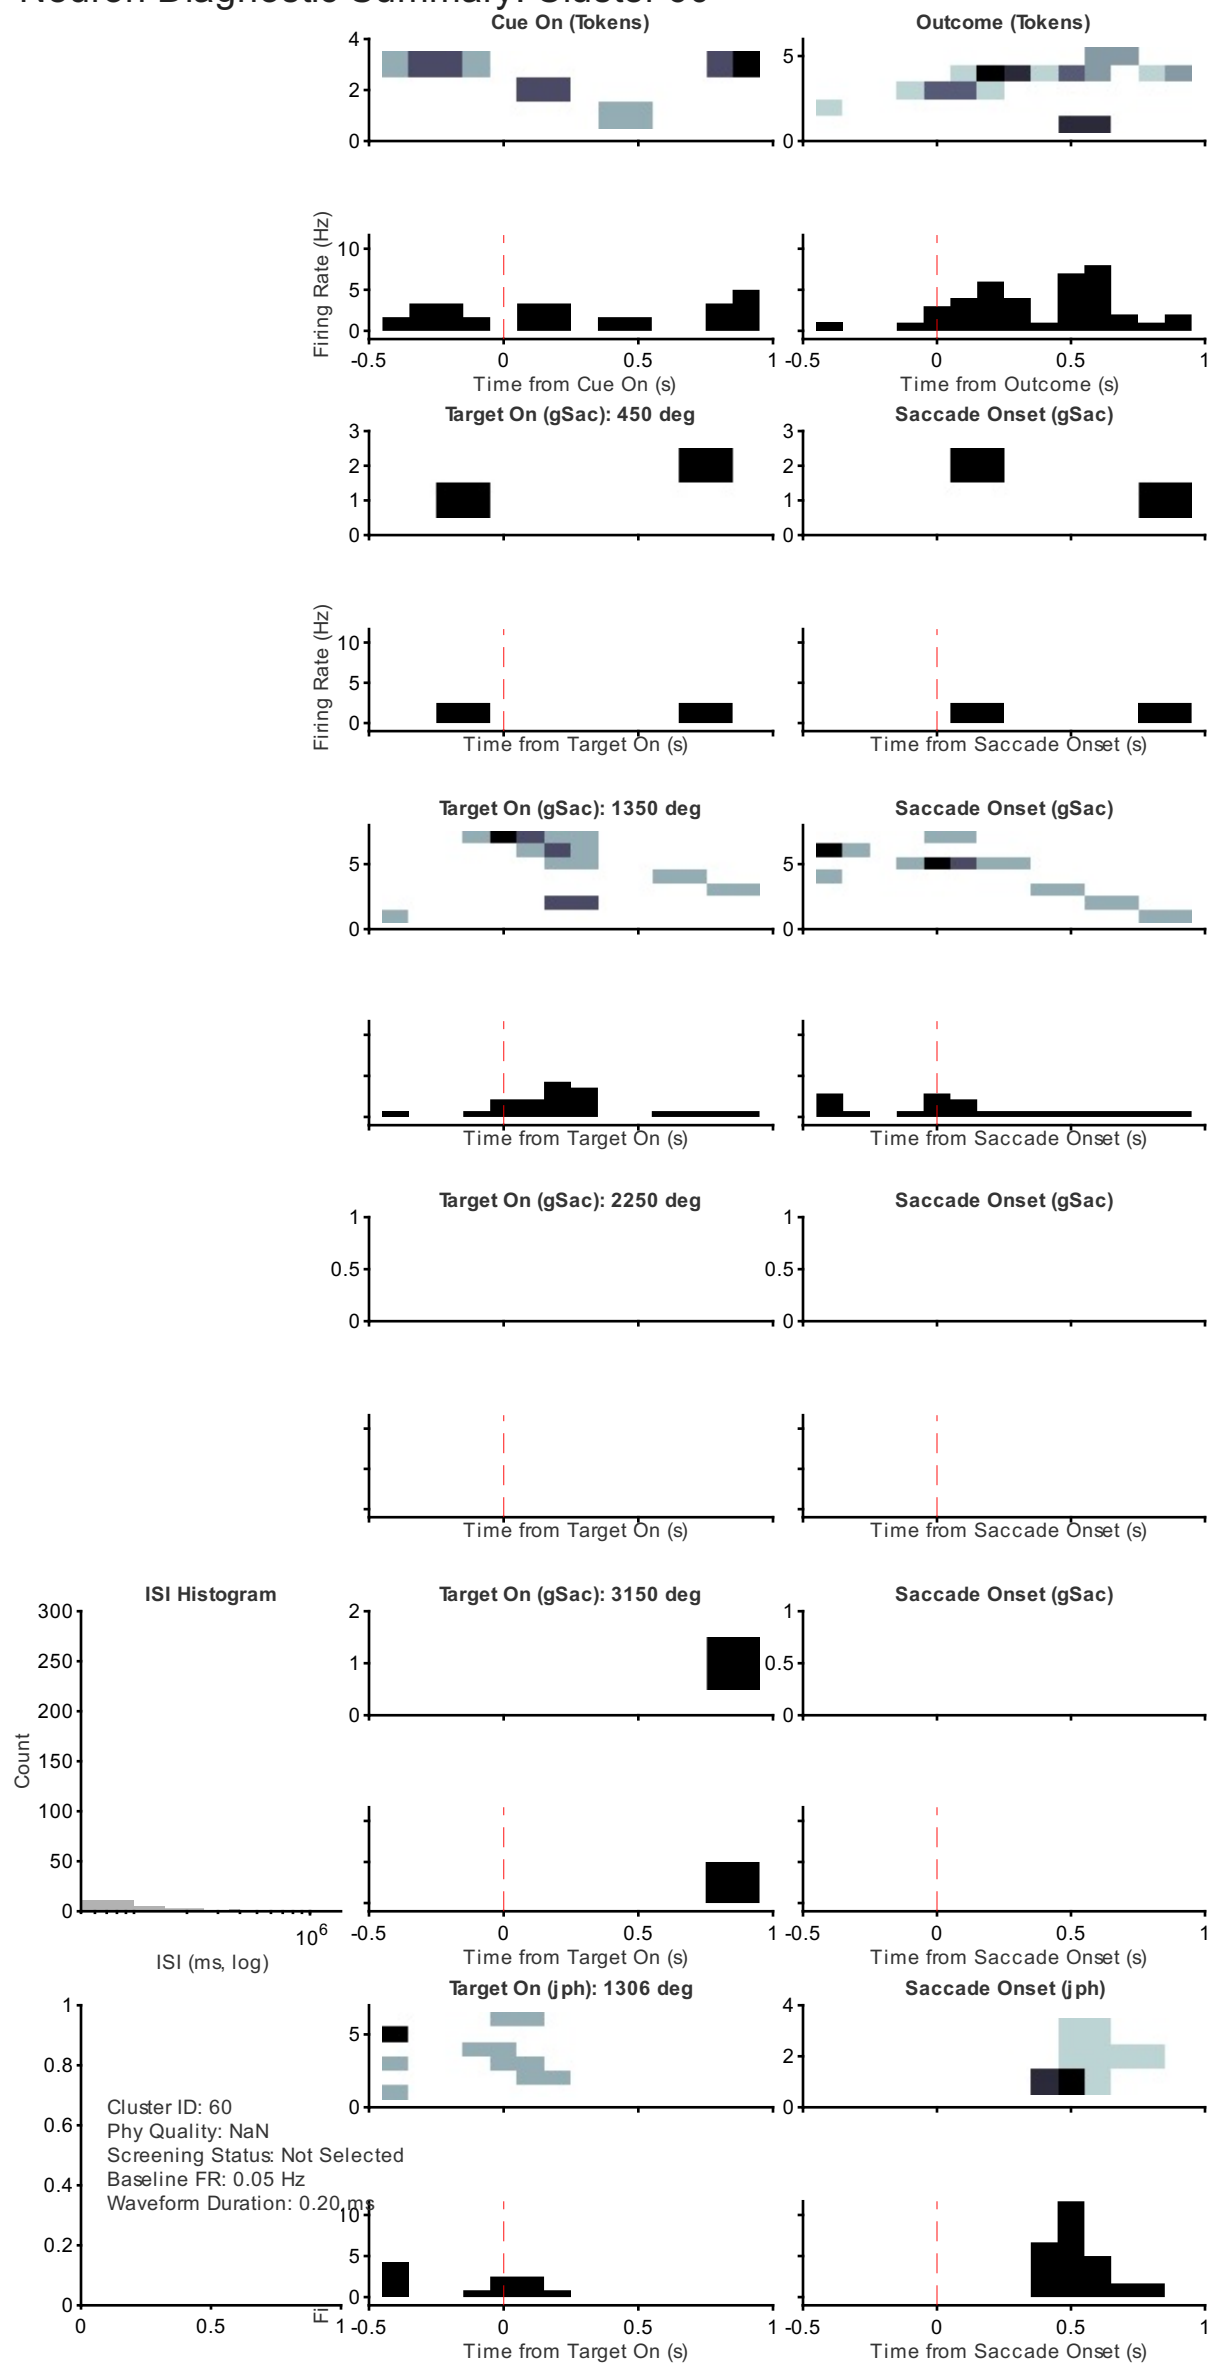 Neuron Diagnostic Summary: Cluster 60
Cue On (Tokens)
Outcome (Tokens)
4
2
0
5
0
Firing Rate (Hz)
10
5
0
-0.5 0 0.5 1
-0.5 0 0.5 1
Time from Cue On (s)
Time from Outcome (s)
Target On (gSac): 450 deg
Saccade Onset (gSac)
3
2
1
0
3
2
1
0
Firing Rate (Hz)
10
5
0
Time from Target On (s)
Time from Saccade Onset (s)
Target On (gSac): 1350 deg
Saccade Onset (gSac)
5
0
5
0
Time from Target On (s)
Time from Saccade Onset (s)
Target On (gSac): 2250 deg
Saccade Onset (gSac)
1
0.5
0
1
0.5
0
Time from Target On (s)
Time from Saccade Onset (s)
ISI Histogram
300
250
200
150
100
50
0
Count
10^6
ISI (ms, log)
Target On (gSac): 3150 deg
Saccade Onset (gSac)
2
1
0
1
0.5
0
-0.5 0 0.5 1
-0.5 0 0.5 1
Time from Target On (s)
Time from Saccade Onset (s)
1
0.8
0.6
0.4
0.2
0
0 0.5 1
Cluster ID: 60
Phy Quality: NaN
Screening Status: Not Selected
Baseline FR: 0.05 Hz
Waveform Duration: 0.20 ms
Target On (jph): 1306 deg
Saccade Onset (jph)
5
0
4
2
0
Fi
10
5
0
-0.5 0 0.5 1
-0.5 0 0.5 1
Time from Target On (s)
Time from Saccade Onset (s)